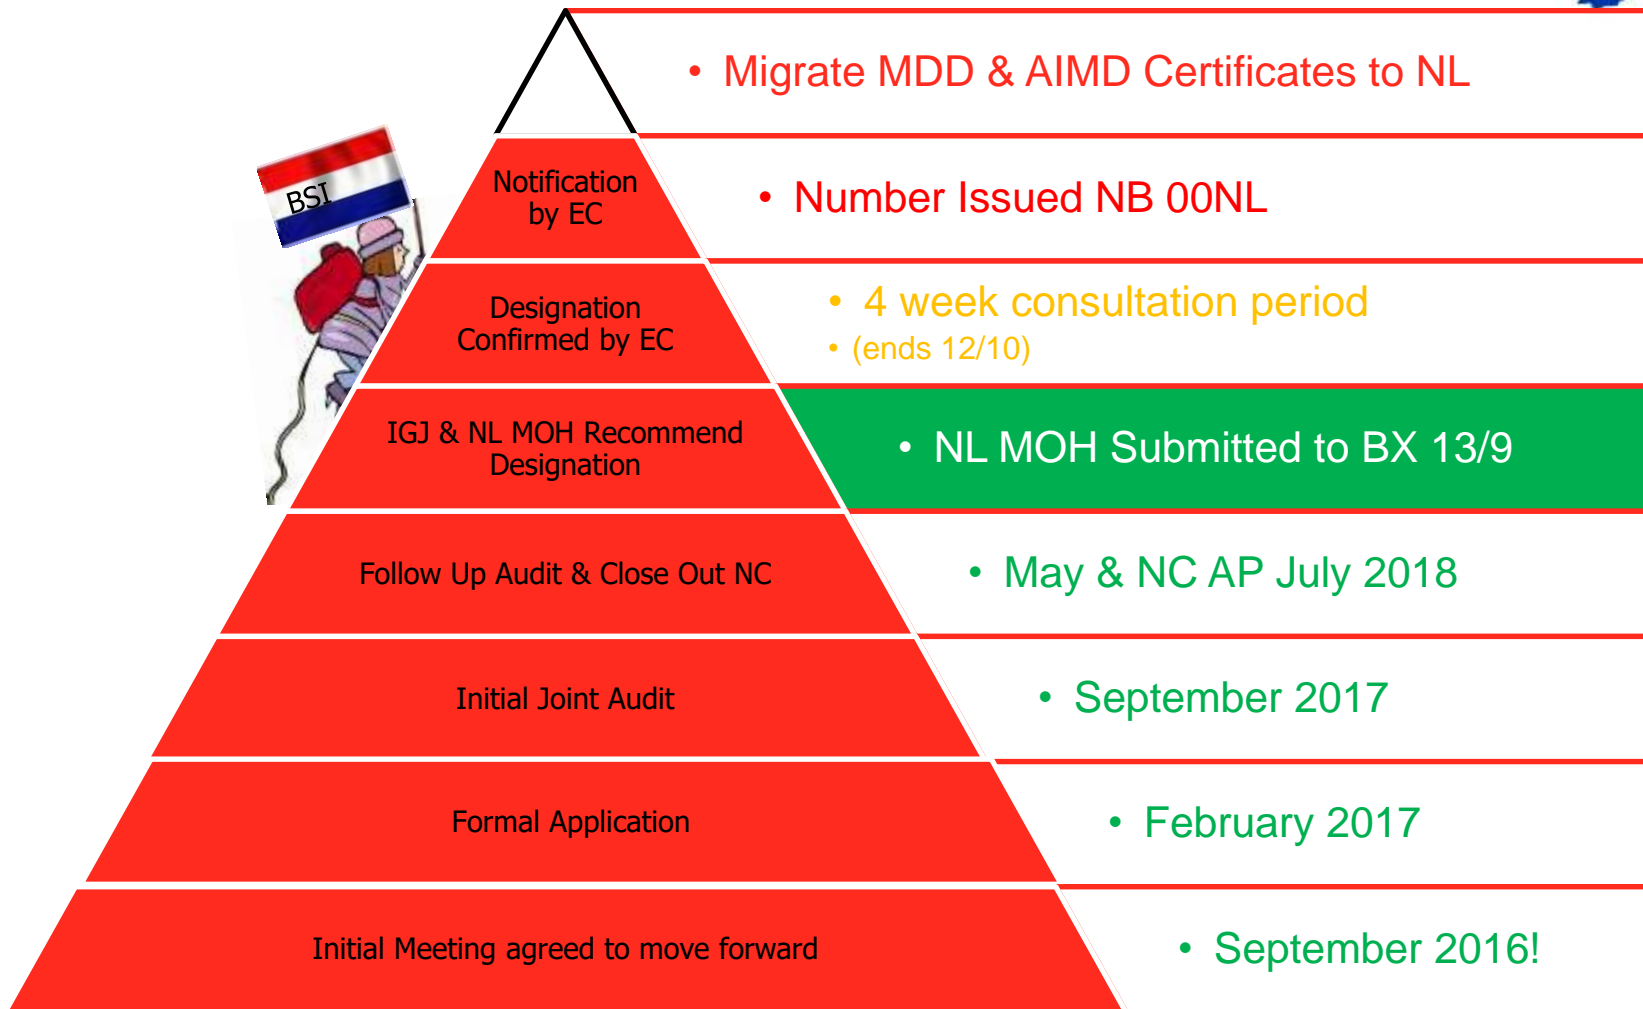 • Migrate MDD & AIMD Certificates to NL
BSI
Notification
by EC
• Number Issued NB 00NL
Designation
Confirmed by EC
• 4 week consultation period
• (ends 12/10)
IGJ & NL MOH Recommend
Designation
• NL MOH Submitted to BX 13/9
Follow Up Audit & Close Out NC
• May & NC AP July 2018
Initial Joint Audit
• September 2017
Formal Application
• February 2017
Initial Meeting agreed to move forward
• September 2016!